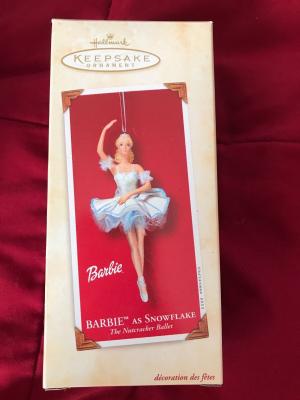 Hallmark
KEEPSAKE
ORNAMENT
Barbie
BARBIE™ AS SNOWFLAKE
The Nutcracker Ballet
décoration des fêtes